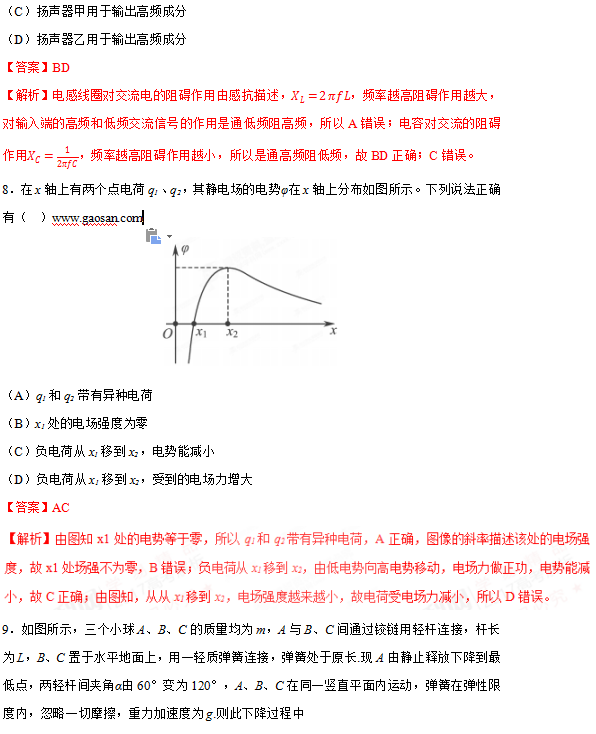 （C）扬声器甲用于输出高频成分
（D）扬声器乙用于输出高频成分
【答案】BD
【解析】电感线圈对交流电的阻碍作用由感抗描述，X_L＝2πfL，频率越高阻碍作用越大，
对输入端的高频和低频交流信号的作用是通低频阻高频，所以A错误；电容对交流的阻碍
作用X_C＝1/2πfC，频率越高阻碍作用越小，所以是通高频阻低频，故BD正确；C错误。
8．在x轴上有两个点电荷q1、q2，其静电场的电势φ在x轴上分布如图所示。下列说法正确
有（　）www.gaosan.com
φ
O x1 x2 x
（A）q1和q2带有异种电荷
（B）x1处的电场强度为零
（C）负电荷从x1移到x2，电势能减小
（D）负电荷从x1移到x2，受到的电场力增大
【答案】AC
【解析】由图知x1处的电势等于零，所以q1和q2带有异种电荷，A正确，图像的斜率描述该处的电场强
度，故x1处场强不为零，B错误；负电荷从x1移到x2，由低电势向高电势移动，电场力做正功，电势能减
小，故C正确；由图知，从从x1移到x2，电场强度越来越小，故电荷受电场力减小，所以D错误。
9．如图所示，三个小球A、B、C的质量均为m，A与B、C间通过铰链用轻杆连接，杆长
为L，B、C置于水平地面上，用一轻质弹簧连接，弹簧处于原长.现A由静止释放下降到最
低点，两轻杆间夹角α由60°变为120°，A、B、C在同一竖直平面内运动，弹簧在弹性限
度内，忽略一切摩擦，重力加速度为g.则此下降过程中